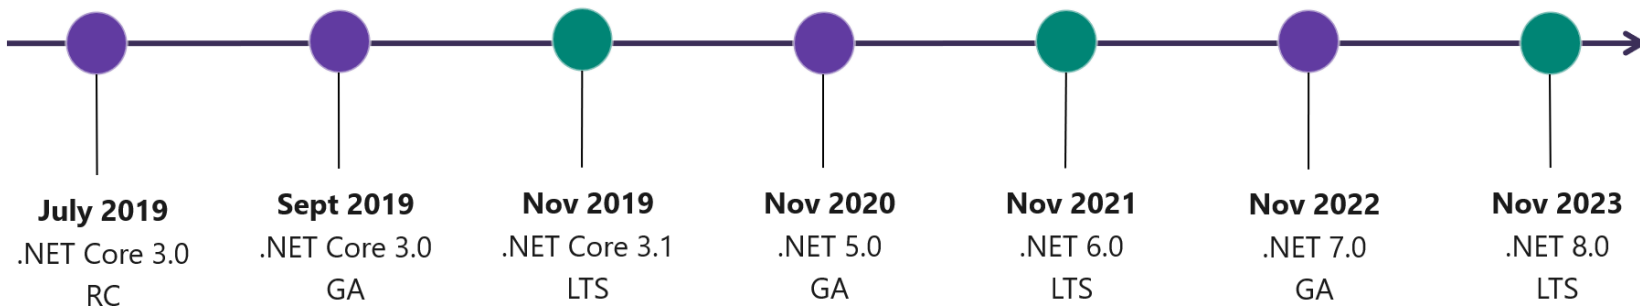 July 2019
.NET Core 3.0
RC
Sept 2019
.NET Core 3.0
GA
Nov 2019
.NET Core 3.1
LTS
Nov 2020
.NET 5.0
GA
Nov 2021
.NET 6.0
LTS
Nov 2022
.NET 7.0
GA
Nov 2023
.NET 8.0
LTS